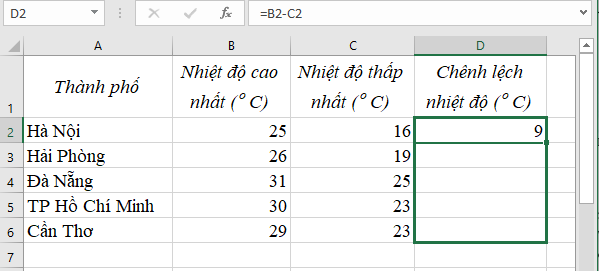 D2 fx =B2-C2
A B C D
Nhiệt độ cao Nhiệt độ thấp Chênh lệch
Thành phố
1 nhất (° C) nhất (° C) nhiệt độ (° C)
2 Hà Nội 25 16 9
3 Hải Phòng 26 19
4 Đà Nẵng 31 25
5 TP Hồ Chí Minh 30 23
6 Cần Thơ 29 23
7